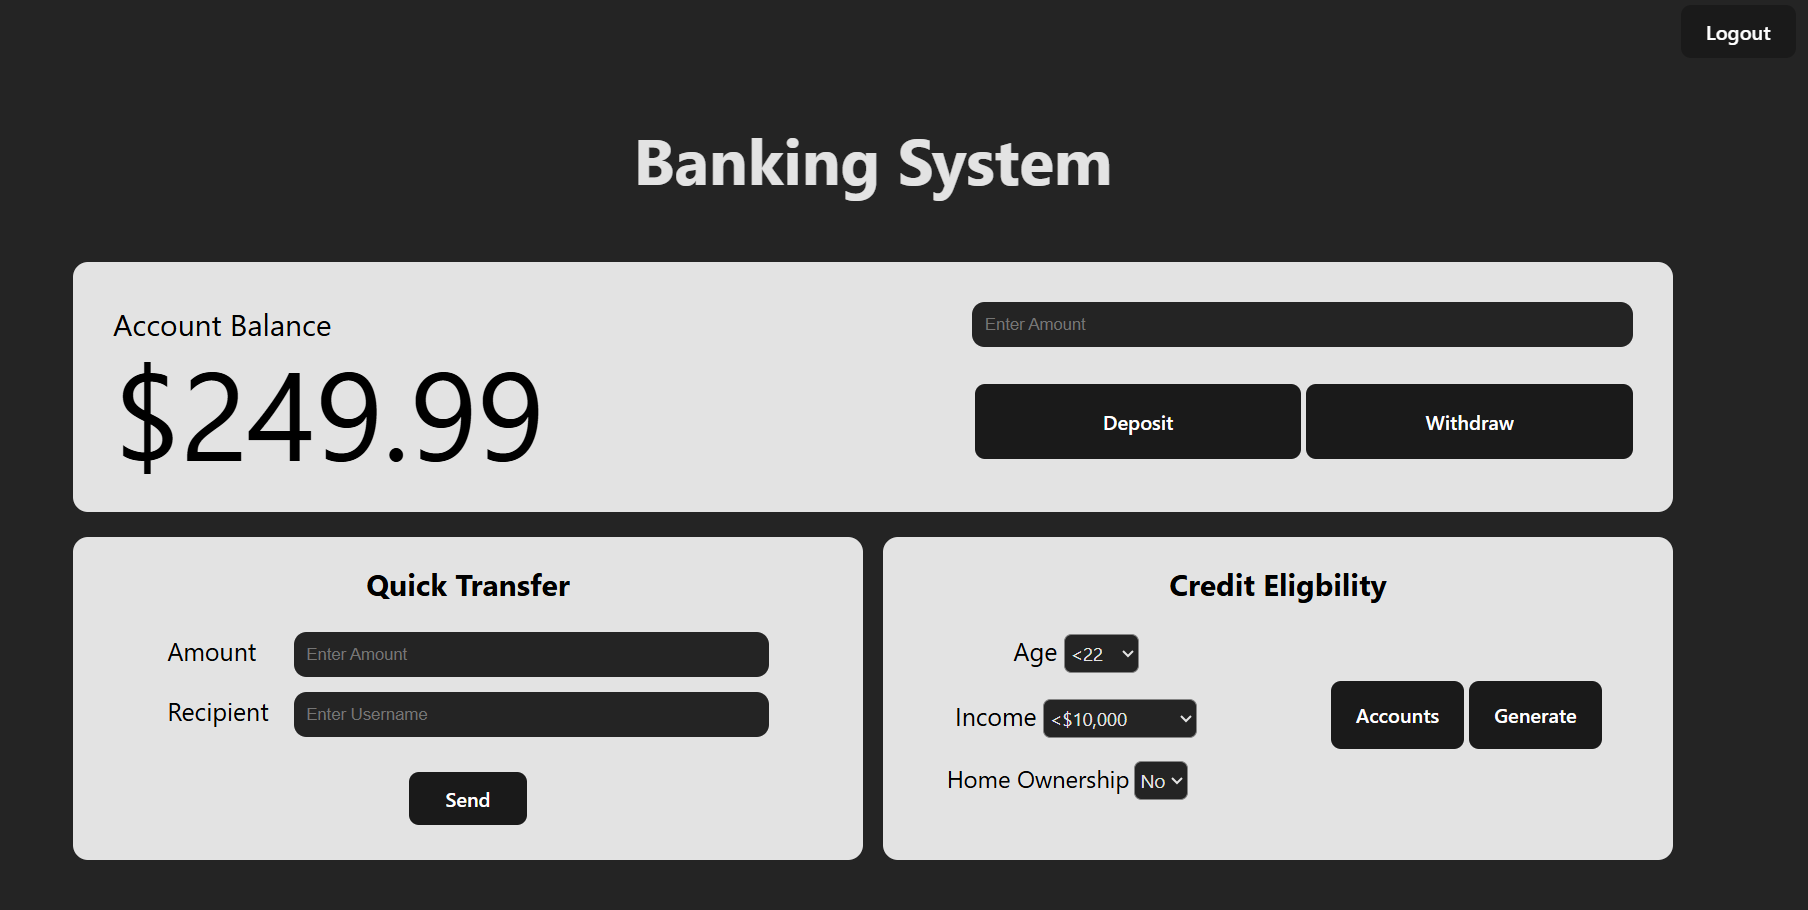 Logout
Banking System
Account Balance
$249.99
Enter Amount
Deposit
Withdraw
Quick Transfer
Amount
Enter Amount
Recipient
Enter Username
Send
Credit Eligbility
Age
<22
Income
<$10,000
Home Ownership
No
Accounts
Generate